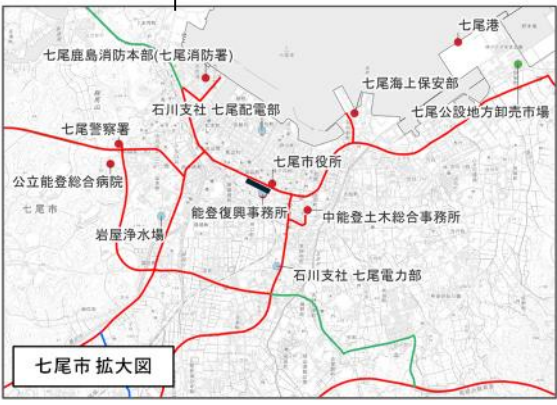 七尾港
七尾鹿島消防本部(七尾消防署)
七尾海上保安部
石川支社 七尾配電部
七尾公設地方卸売市場
七尾警察署
七尾市役所
公立能登総合病院
七尾市
能登復興事務所
中能登土木総合事務所
岩屋浄水場
石川支社 七尾電力部
七尾市 拡大図